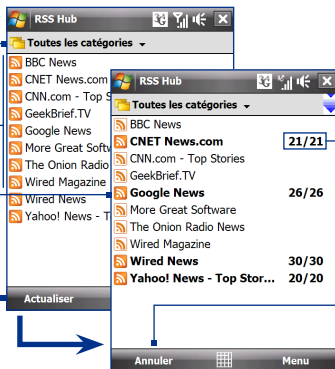 RSS Hub
Toutes les catégories
BBC News
CNET News.com
CNN.com - Top S
GeekBrief.TV
Google News
More Great Softw
The Onion Radio
Wired Magazine
Wired News
Yahoo! News - T
Actualiser
RSS Hub
Toutes les catégories
BBC News
CNET News.com 21/21
CNN.com - Top Stories
GeekBrief.TV
Google News 26/26
More Great Software
The Onion Radio News
Wired Magazine
Wired News 30/30
Yahoo! News - Top Stor... 20/20
Annuler Menu